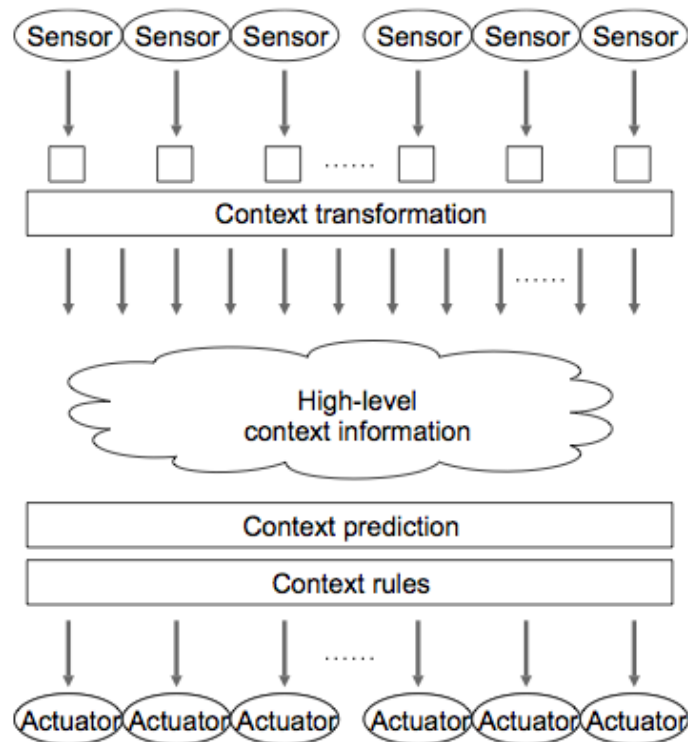 Sensor Sensor Sensor Sensor Sensor Sensor
......
Context transformation
......
High-level
context information
Context prediction
Context rules
......
Actuator Actuator Actuator Actuator Actuator Actuator